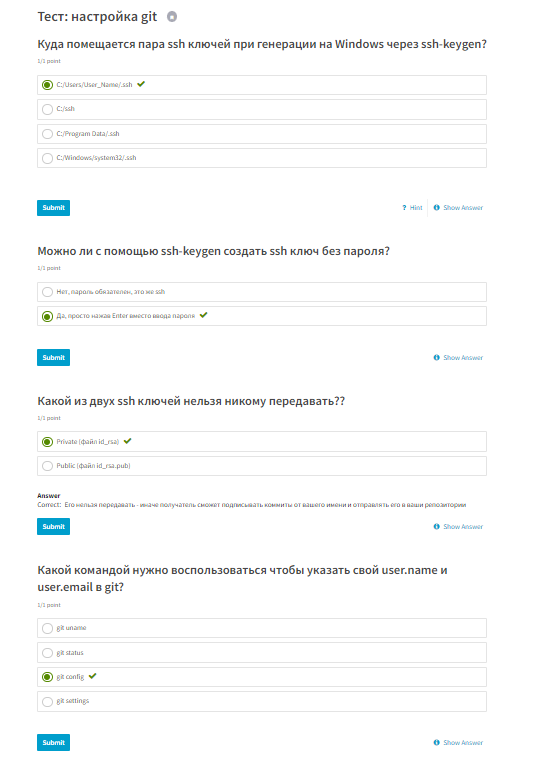 Тест: настройка git
Куда помещается пара ssh ключей при генерации на Windows через ssh-keygen?
1/1 point
C:/Users/User_Name/.ssh
C:/ssh
C:/Program Data/.ssh
C:/Windows/system32/.ssh
Submit
? Hint
Show Answer
Можно ли с помощью ssh-keygen создать ssh ключ без пароля?
1/1 point
Нет, пароль обязателен, это же ssh
Да, просто нажав Enter вместо ввода пароля
Submit
Show Answer
Какой из двух ssh ключей нельзя никому передавать??
1/1 point
Private (файл id_rsa)
Public (файл id_rsa.pub)
Answer
Correct: Его нельзя передавать - иначе получатель сможет подписывать коммиты от вашего имени и отправлять его в ваши репозитории
Submit
Show Answer
Какой командой нужно воспользоваться чтобы указать свой user.name и
user.email в git?
1/1 point
git uname
git status
git config
git settings
Submit
Show Answer